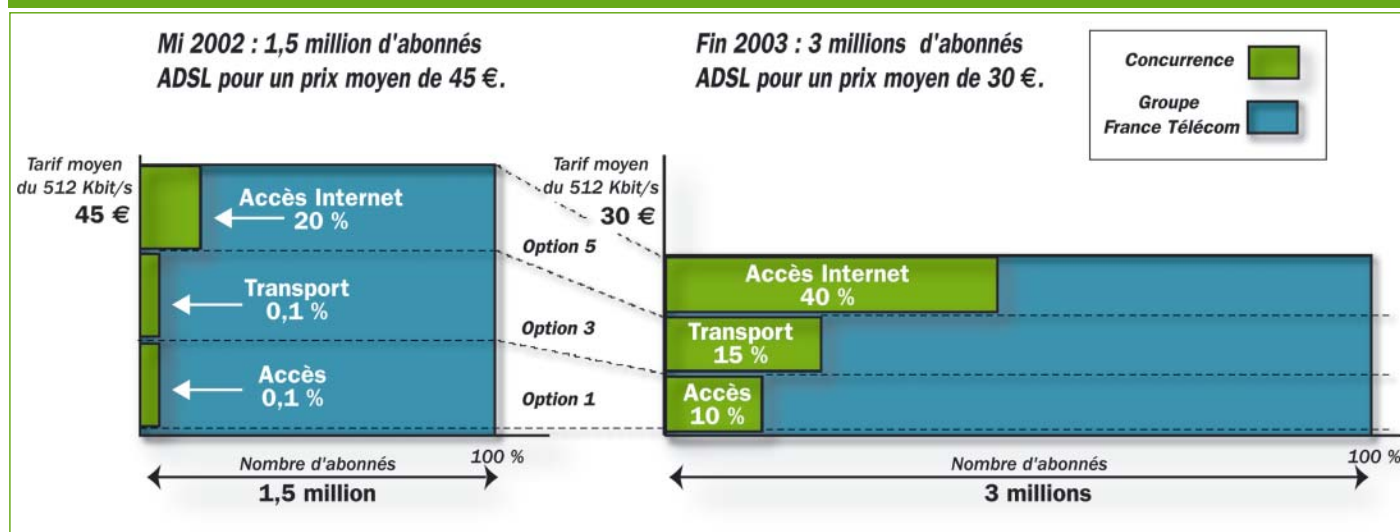 Mi 2002 : 1,5 million d'abonnés
ADSL pour un prix moyen de 45 €.
Fin 2003 : 3 millions d'abonnés
ADSL pour un prix moyen de 30 €.
Concurrence
Groupe
France Télécom
Tarif moyen
du 512 Kbit/s
45 €
Accès Internet
20 %
Transport
0,1 %
Accès
0,1 %
Option 5
Option 3
Option 1
Nombre d'abonnés
100 %
1,5 million
Tarif moyen
du 512 Kbit/s
30 €
Accès Internet
40 %
Transport
15 %
Accès
10 %
Nombre d'abonnés
100 %
3 millions